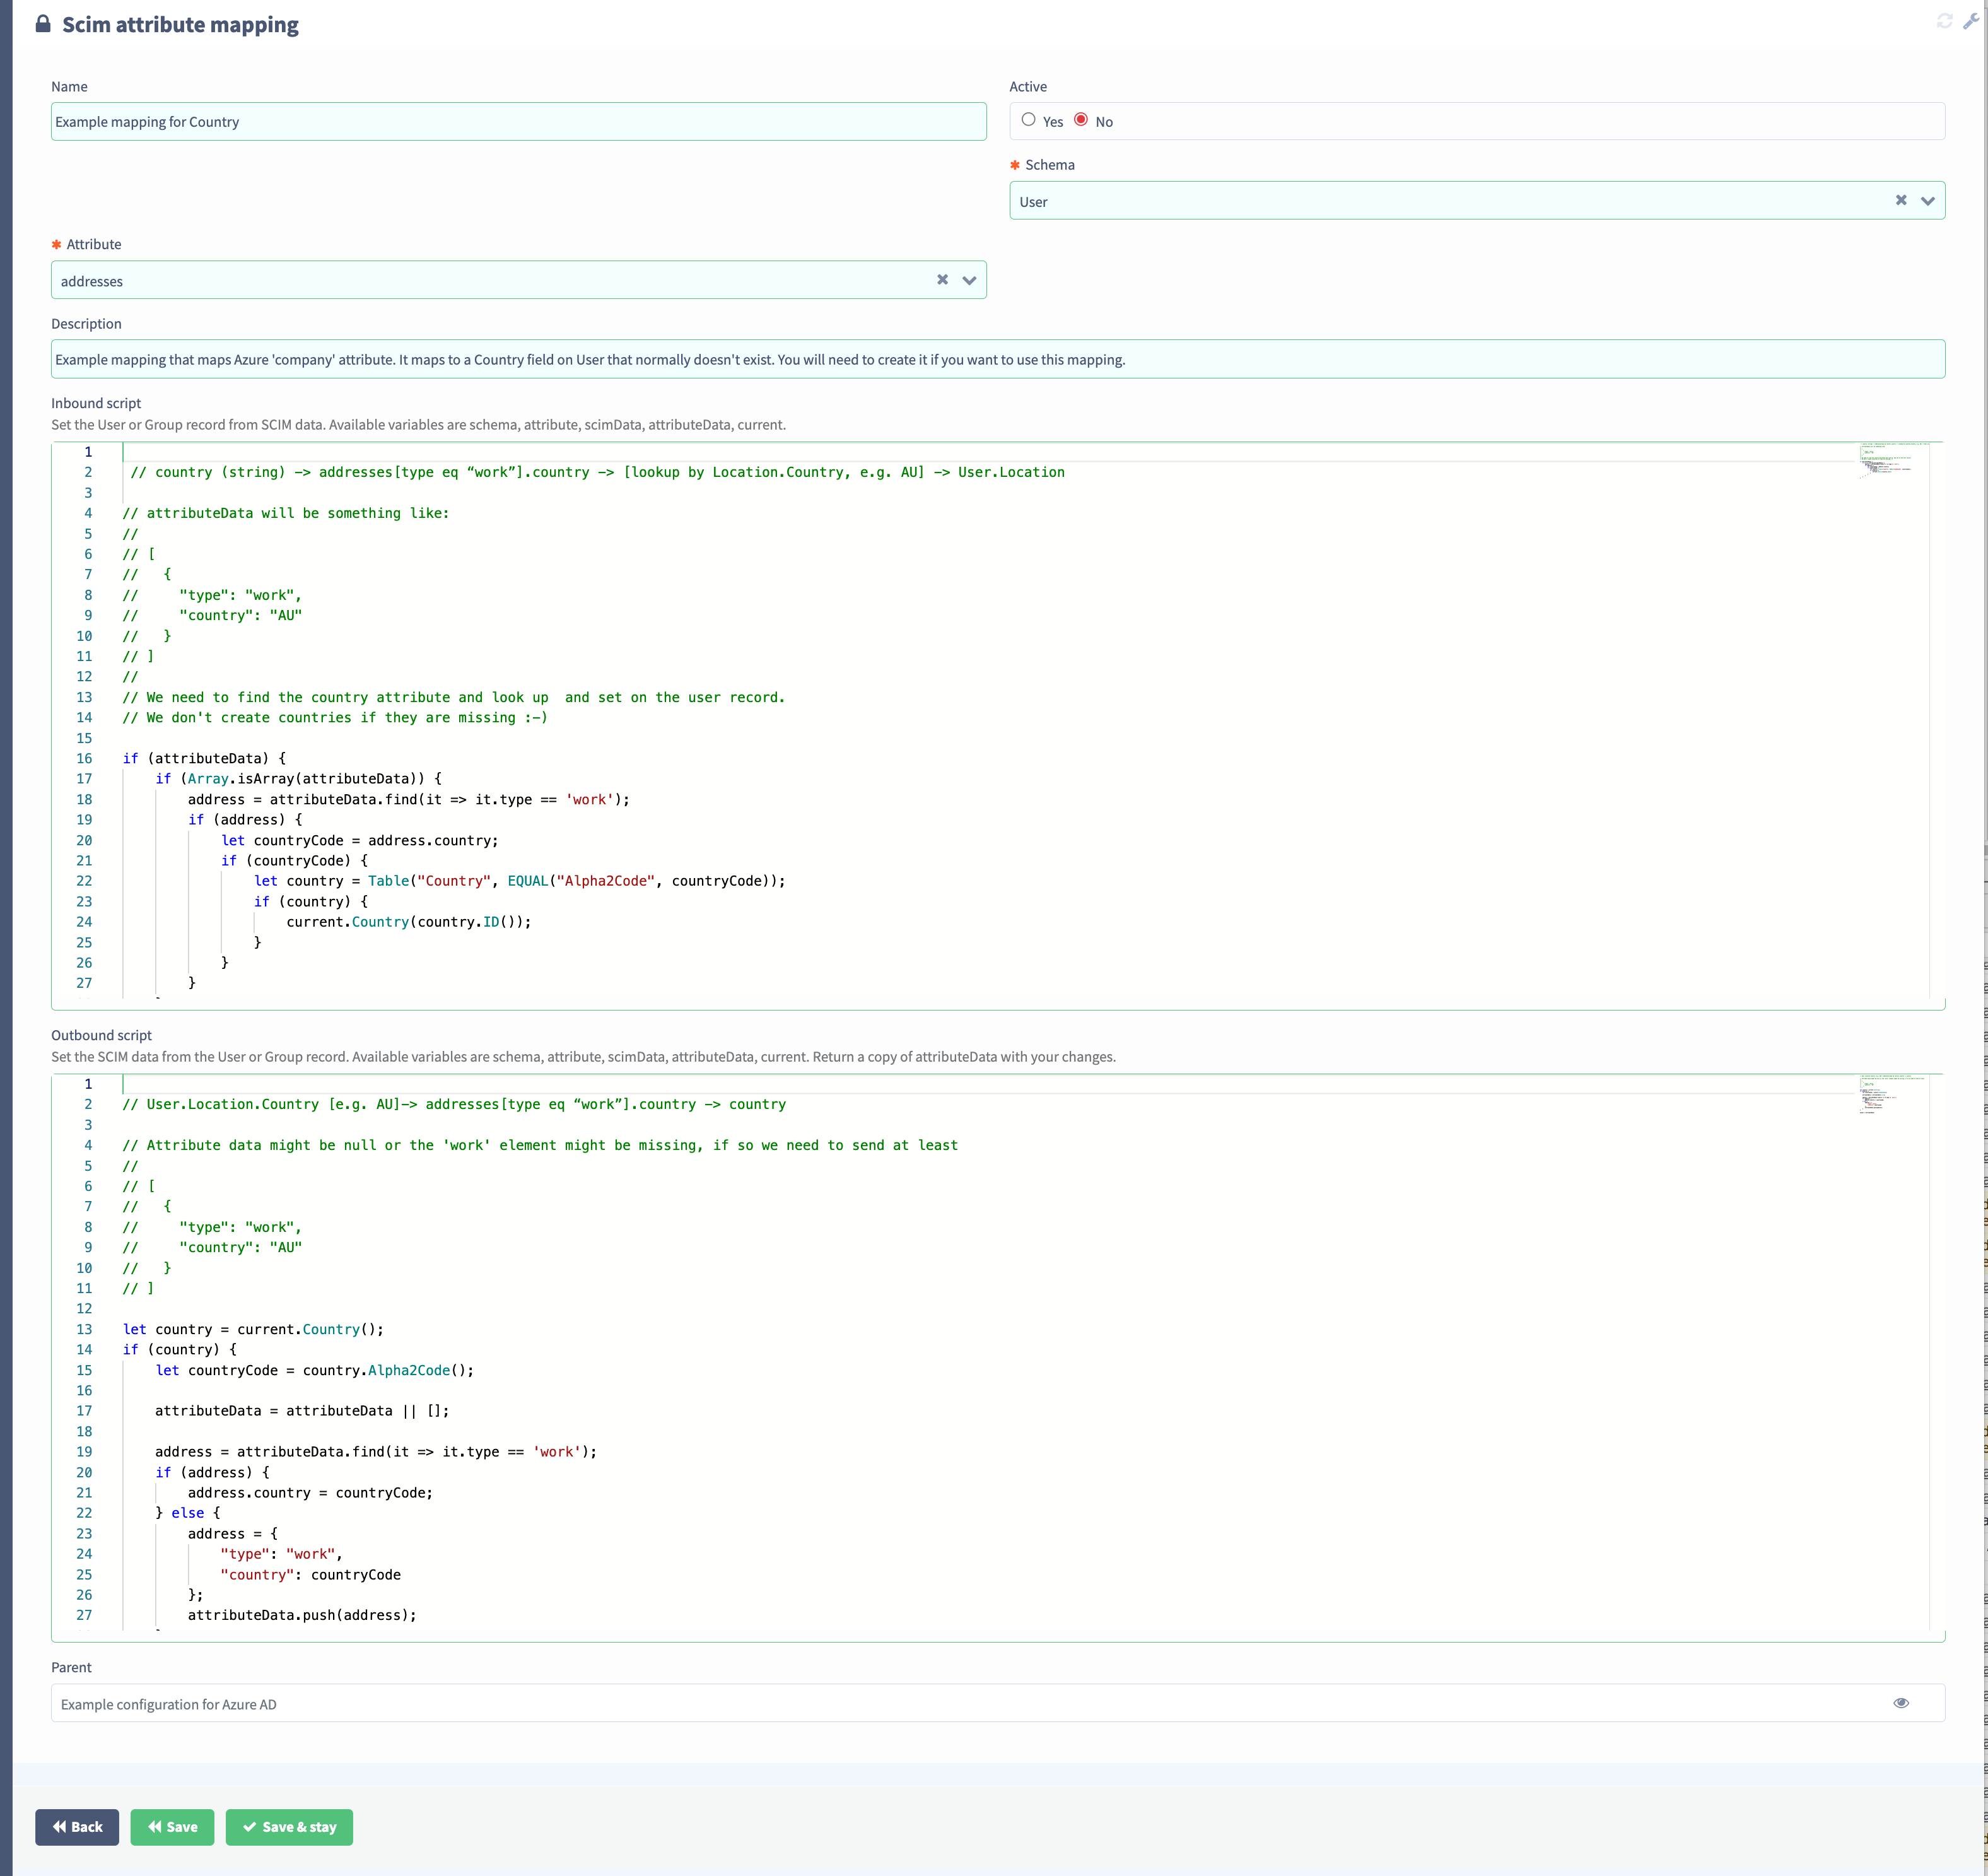 Scim attribute mapping
Name
Example mapping for Country
Active
Yes No
* Schema
User
* Attribute
addresses
Description
Example mapping that maps Azure 'company' attribute. It maps to a Country field on User that normally doesn't exist. You will need to create it if you want to use this mapping.
Inbound script
Set the User or Group record from SCIM data. Available variables are schema, attribute, scimData, attributeData, current.
1
2 // country (string) -> addresses[type eq “work”].country -> [lookup by Location.Country, e.g. AU] -> User.Location
3
4 // attributeData will be something like:
5 //
6 // [
7 //   {
8 //     "type": "work",
9 //     "country": "AU"
10 //   }
11 // ]
12 //
13 // We need to find the country attribute and look up  and set on the user record.
14 // We don't create countries if they are missing :-)
15
16 if (attributeData) {
17     if (Array.isArray(attributeData)) {
18         address = attributeData.find(it => it.type == 'work');
19         if (address) {
20             let countryCode = address.country;
21             if (countryCode) {
22                 let country = Table("Country", EQUAL("Alpha2Code", countryCode));
23                 if (country) {
24                     current.Country(country.ID());
25                 }
26             }
27         }
Outbound script
Set the SCIM data from the User or Group record. Available variables are schema, attribute, scimData, attributeData, current. Return a copy of attributeData with your changes.
1
2 // User.Location.Country [e.g. AU]-> addresses[type eq “work”].country -> country
3
4 // Attribute data might be null or the 'work' element might be missing, if so we need to send at least
5 //
6 // [
7 //   {
8 //     "type": "work",
9 //     "country": "AU"
10 //   }
11 // ]
12
13 let country = current.Country();
14 if (country) {
15     let countryCode = country.Alpha2Code();
16
17     attributeData = attributeData || [];
18
19     address = attributeData.find(it => it.type == 'work');
20     if (address) {
21         address.country = countryCode;
22     } else {
23         address = {
24             "type": "work",
25             "country": countryCode
26         };
27         attributeData.push(address);
Parent
Example configuration for Azure AD
Back Save Save & stay